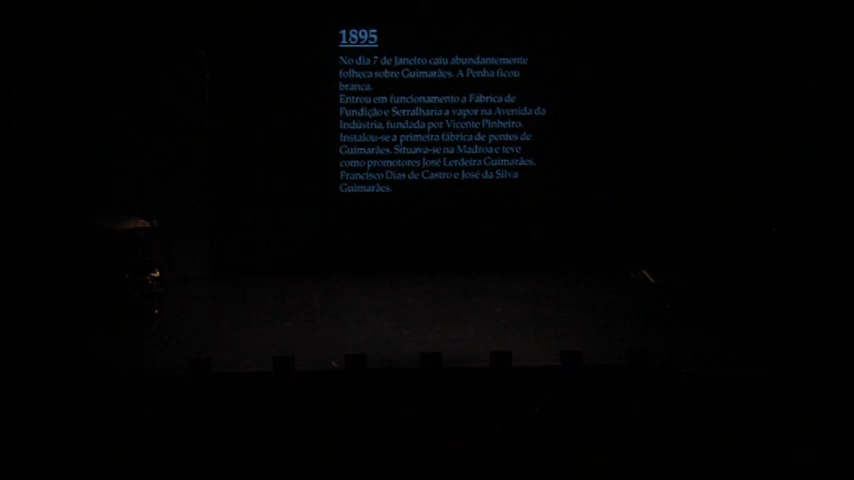 1895
No dia 7 de Janeiro caiu abundantemente
folheca sobre Guimarães. A Penha ficou
branca.
Entrou em funcionamento a Fábrica de
Fundição e Serralharia a vapor na Avenida da
Indústria, fundada por Vicente Pinheiro.
Instalou-se a primeira fábrica de pentes de
Guimarães. Situava-se na Madroa e teve
como promotores José Lerdeira Guimarães,
Francisco Dias de Castro e José da Silva
Guimarães.